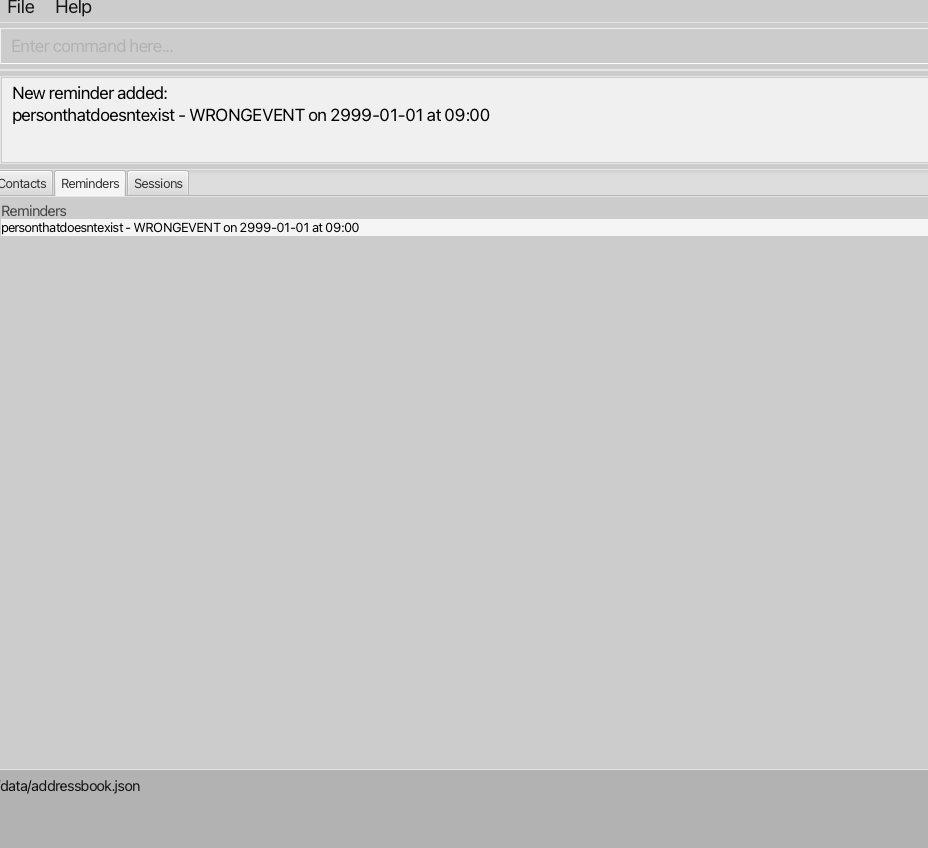 File Help
Enter command here...
New reminder added:
personthatdoesntexist - WRONGEVENT on 2999-01-01 at 09:00
Contacts Reminders Sessions
Reminders
personthatdoesntexist - WRONGEVENT on 2999-01-01 at 09:00
/data/addressbook.json